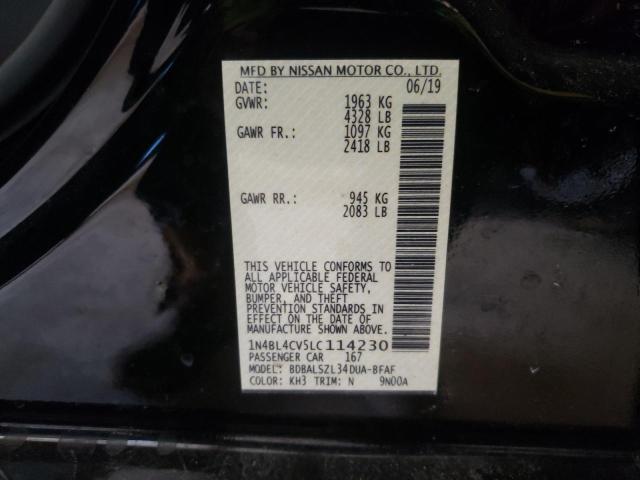 MFD BY NISSAN MOTOR CO., LTD.
DATE: 06/19
GVWR: 1963 KG
4328 LB
GAWR FR.: 1097 KG
2418 LB
GAWR RR.: 945 KG
2083 LB
THIS VEHICLE CONFORMS TO
ALL APPLICABLE FEDERAL
MOTOR VEHICLE SAFETY,
BUMPER, AND THEFT
PREVENTION STANDARDS IN
EFFECT ON THE DATE OF
MANUFACTURE SHOWN ABOVE.
1N4BL4CV5LC114230
PASSENGER CAR 167
MODEL: BDBALSZL34DUA-BFAF
COLOR: KH3 TRIM: N 9N00A